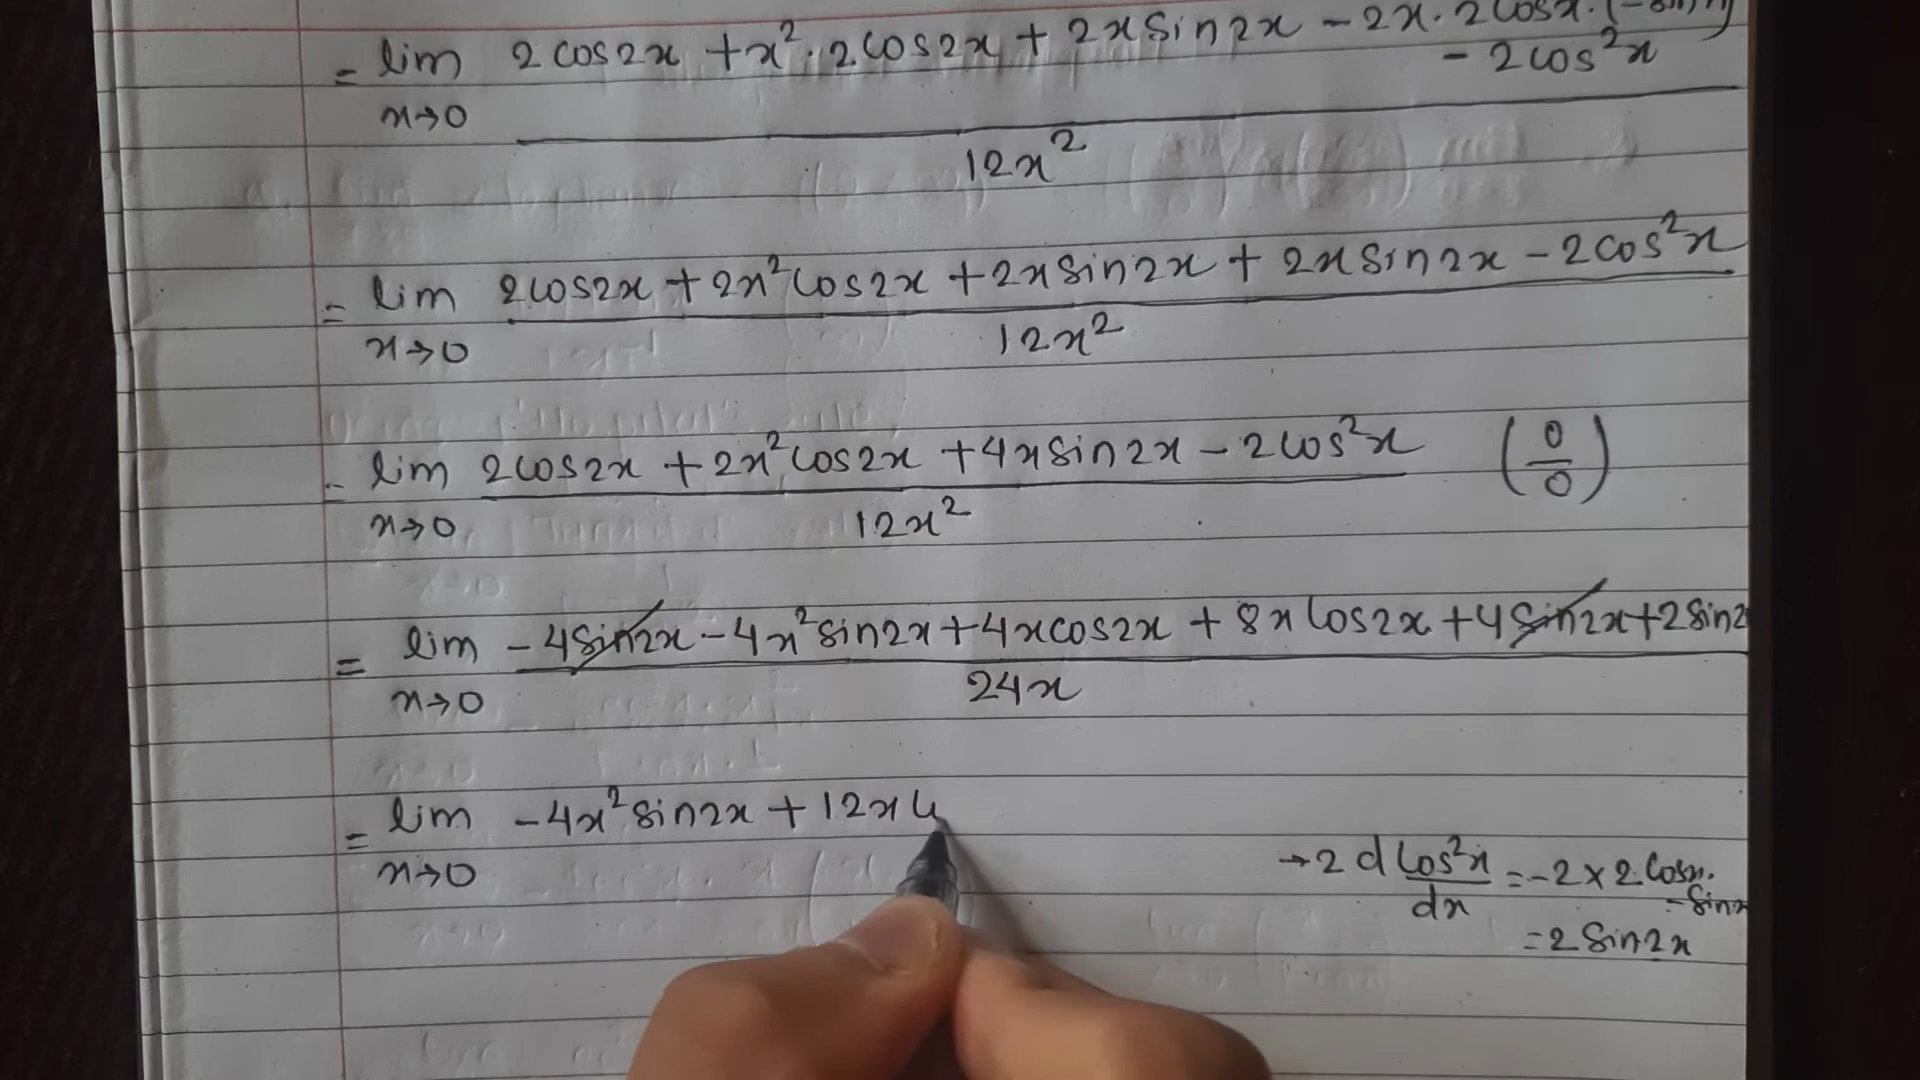 = lim 2cos2x + x²·2cos2x + 2x sin2x - 2x·2cosx·(-sinx)
- 2cos²x
x→0
12x²
= lim 2cos2x + 2x²cos2x + 2x sin2x + 2x sin2x - 2cos²x
x→0 12x²
= lim 2cos2x + 2x²cos2x + 4x sin2x - 2cos²x (0/0)
x→0 12x²
= lim -4sin2x - 4x²sin2x + 4xcos2x + 8x cos2x + 4sin2x + 2sin2
x→0 24x
= lim -4x²sin2x + 12x
x→0
→2 d cos²x/dx = -2 × 2 cosx.
-sinx
= 2 sin2x